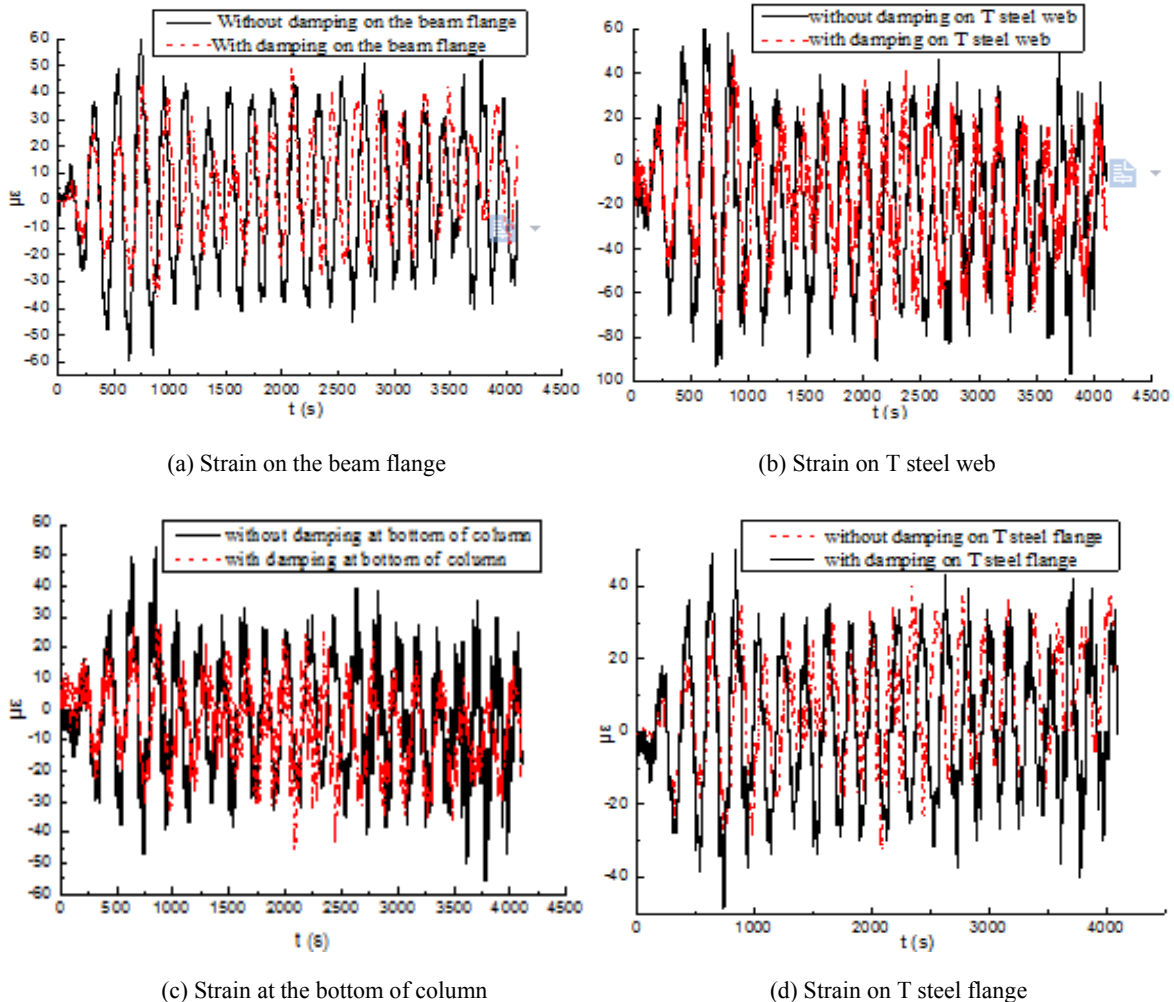 Without damping on the beam flange
With damping on the beam flange
60
50
40
30
20
10
0
-10
-20
-30
-40
-50
-60
με
0 500 1000 1500 2000 2500 3000 3500 4000 4500
t (s)
(a) Strain on the beam flange
without damping on T steel web
with damping on T steel web
60
40
20
0
-20
-40
-60
-80
100
με
0 500 1000 1500 2000 2500 3000 3500 4000 4500
t (s)
(b) Strain on T steel web
without damping at bottom of column
with damping at bottom of column
60
50
40
30
20
10
0
-10
-20
-30
-40
-50
-60
με
0 500 1000 1500 2000 2500 3000 3500 4000 4500
t (s)
(c) Strain at the bottom of column
without damping on T steel flange
with damping on T steel flange
40
20
0
-20
-40
με
0 1000 2000 3000 4000
t (s)
(d) Strain on T steel flange